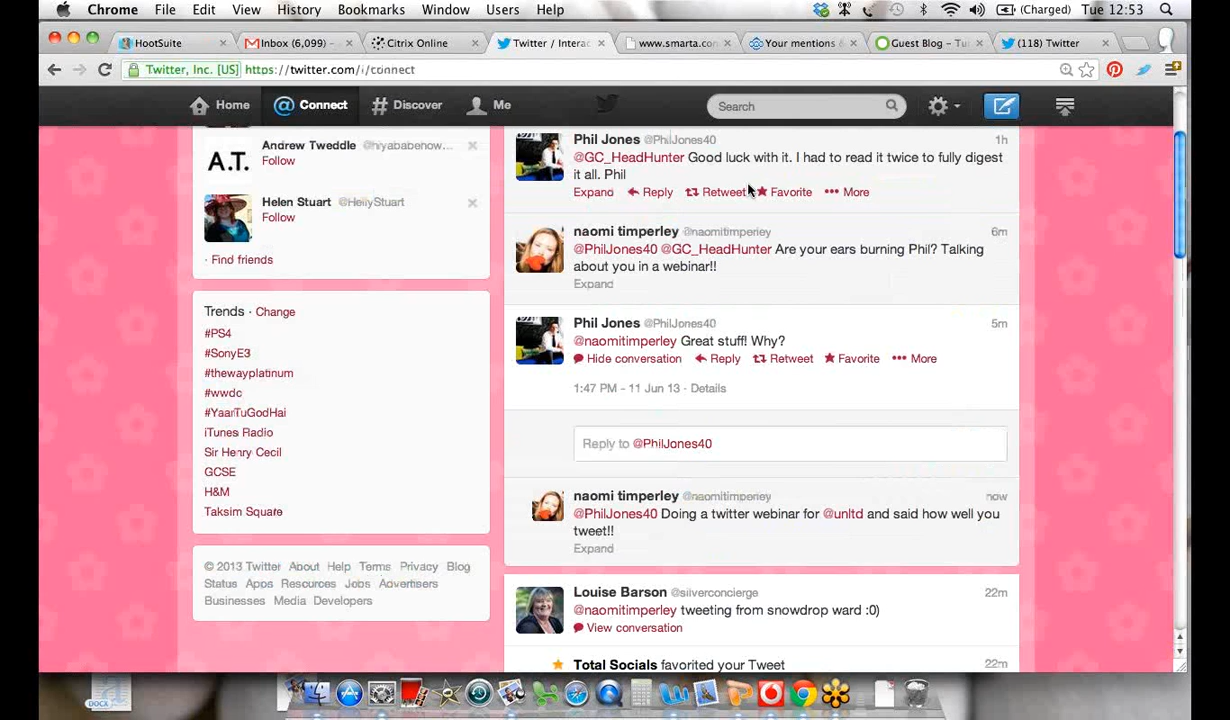 Chrome File Edit View History Bookmarks Window Users Help (Charged) Tue 12:53
HootSuite Inbox (6,099) - Citrix Online Twitter / Interac www.smarta.con Your mentions Guest Blog - Tu (118) Twitter
Twitter, Inc. [US] https://twitter.com/i/connect
Home @ Connect # Discover Me Search
Andrew Tweddle @hiyababenow...
Follow
A.T.
Helen Stuart @HellyStuart
Follow
· Find friends
Trends · Change
#PS4
#SonyE3
#thewayplatinum
#wwdc
#YaarTuGodHai
iTunes Radio
Sir Henry Cecil
GCSE
H&M
Taksim Square
© 2013 Twitter About Help Terms Privacy Blog
Status Apps Resources Jobs Advertisers
Businesses Media Developers
Phil Jones @PhilJones40 1h
@GC_HeadHunter Good luck with it. I had to read it twice to fully digest
it all. Phil
Expand Reply Retweet Favorite More
naomi timperley @naomitimperley 6m
@PhilJones40 @GC_HeadHunter Are your ears burning Phil? Talking
about you in a webinar!!
Expand
Phil Jones @PhilJones40 5m
@naomitimperley Great stuff! Why?
Hide conversation Reply Retweet Favorite More
1:47 PM - 11 Jun 13 · Details
Reply to @PhilJones40
naomi timperley @naomitimperley now
@PhilJones40 Doing a twitter webinar for @unltd and said how well you
tweet!!
Expand
Louise Barson @silverconcierge 22m
@naomitimperley tweeting from snowdrop ward :0)
View conversation
Total Socials favorited your Tweet 22m
DOCX